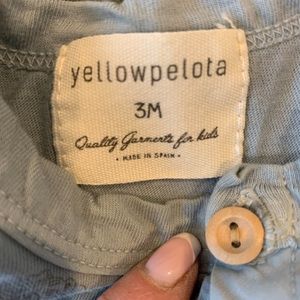 yellowpelota
3M
Quality Garments for kids
• MADE IN SPAIN •